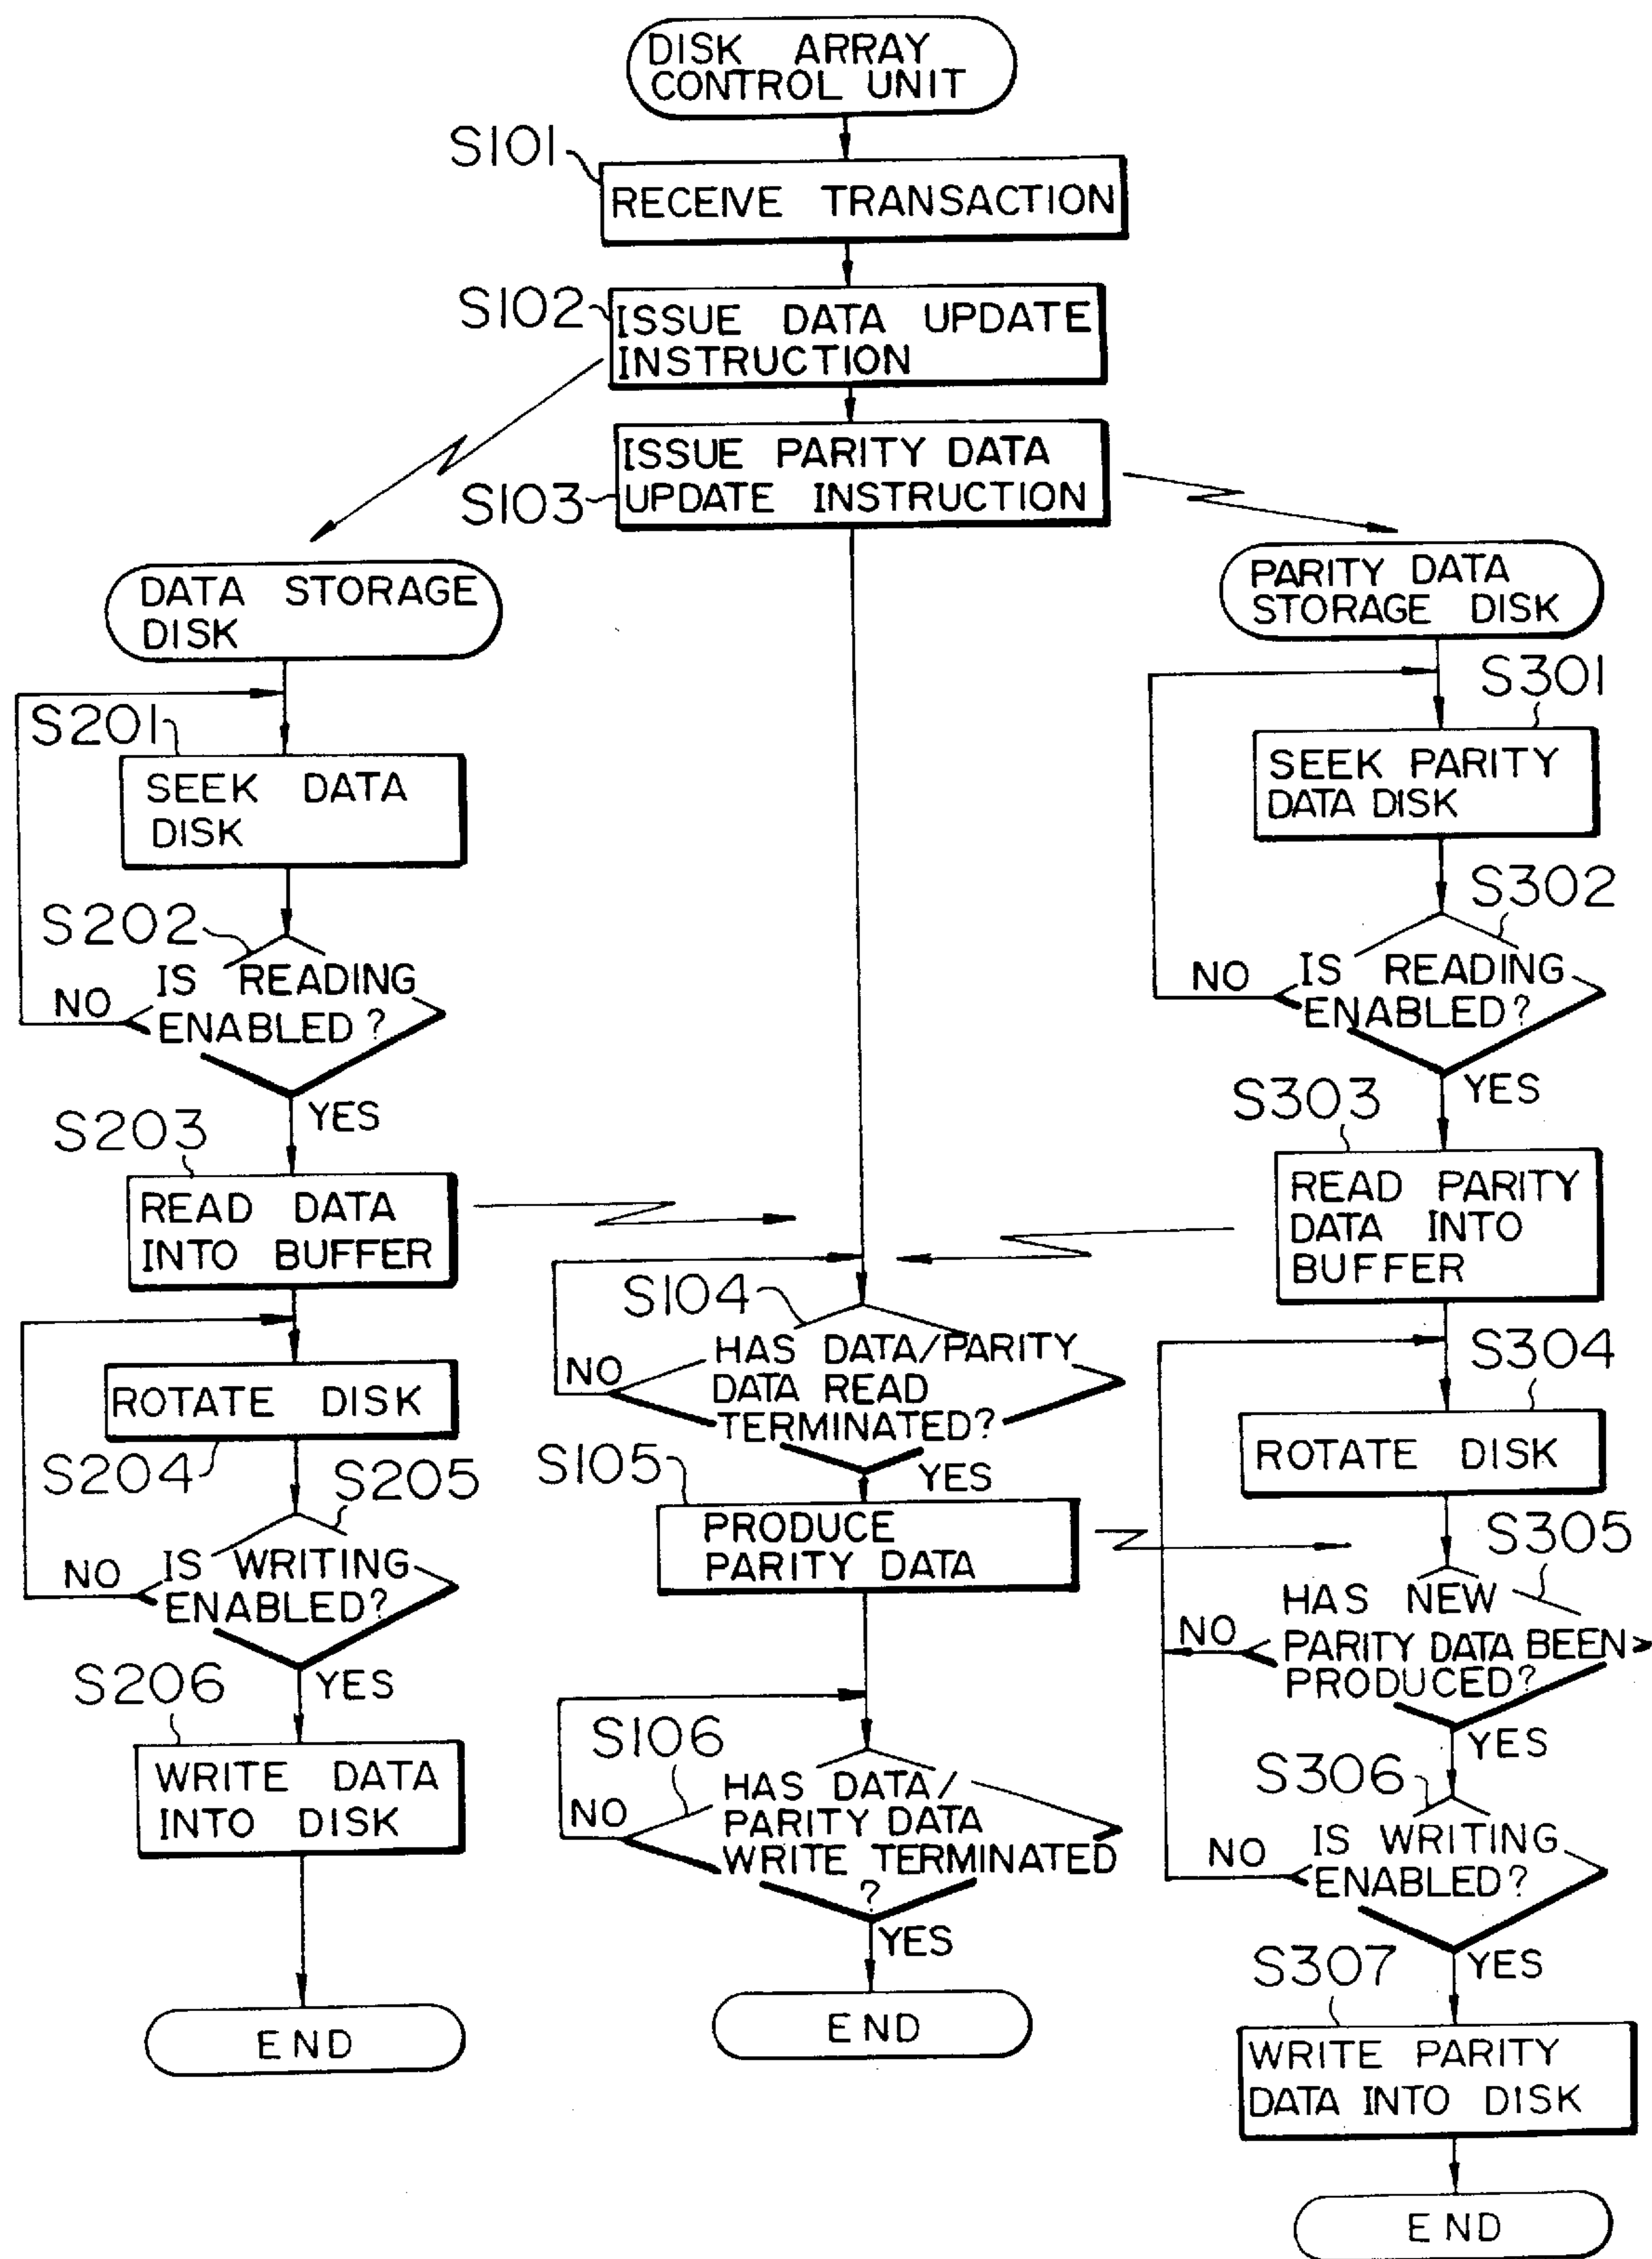 DISK ARRAY
CONTROL UNIT
S101
RECEIVE TRANSACTION
S102
ISSUE DATA UPDATE
INSTRUCTION
S103
ISSUE PARITY DATA
UPDATE INSTRUCTION
DATA STORAGE
DISK
S201
SEEK DATA
DISK
S202
IS READING
ENABLED?
NO
YES
S203
READ DATA
INTO BUFFER
ROTATE DISK
S204
S205
IS WRITING
ENABLED?
NO
YES
S206
WRITE DATA
INTO DISK
END
S104
HAS DATA/PARITY
DATA READ
TERMINATED?
NO
YES
S105
PRODUCE
PARITY DATA
S106
HAS DATA/
PARITY DATA
WRITE TERMINATED
?
NO
YES
END
PARITY DATA
STORAGE DISK
S301
SEEK PARITY
DATA DISK
S302
IS READING
ENABLED?
NO
YES
S303
READ PARITY
DATA INTO
BUFFER
S304
ROTATE DISK
S305
HAS NEW
PARITY DATA BEEN
PRODUCED?
NO
YES
S306
IS WRITING
ENABLED?
NO
YES
S307
WRITE PARITY
DATA INTO DISK
END